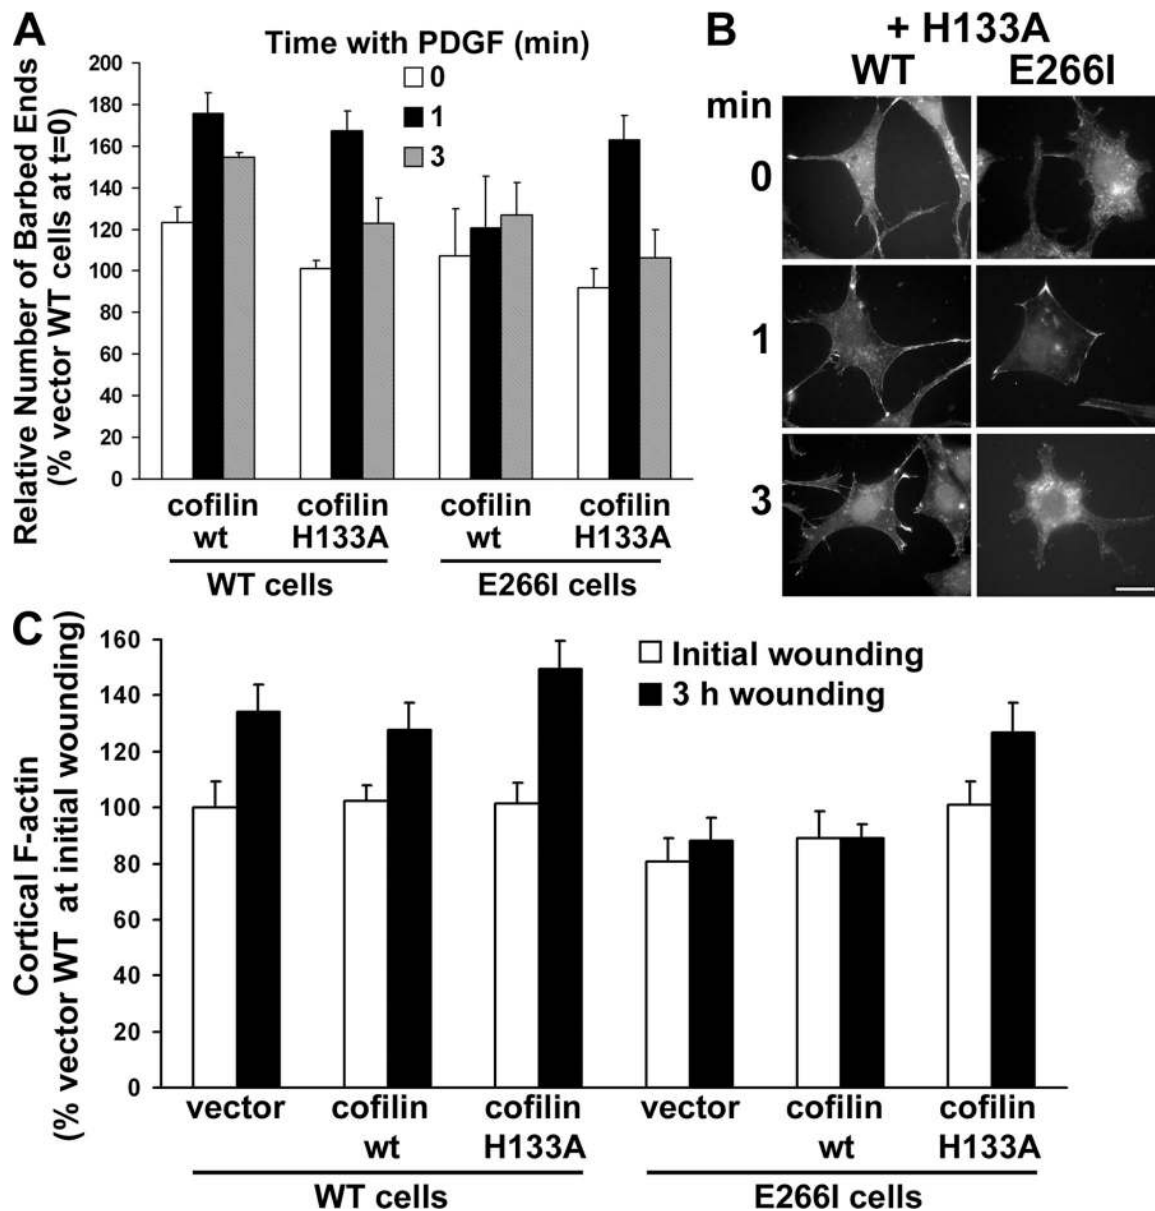 A
Time with PDGF (min)
0
1
3
Relative Number of Barbed Ends
(% vector WT cells at t=0)
200
180
160
140
120
100
80
60
40
20
0
cofilin cofilin cofilin cofilin
wt H133A wt H133A
WT cells E266I cells
B
+ H133A
WT E266I
min
0
1
3
C
Cortical F-actin
(% vector WT at initial wounding)
160
140
120
100
80
60
40
20
0
Initial wounding
3 h wounding
vector cofilin cofilin vector cofilin cofilin
wt H133A wt H133A
WT cells E266I cells